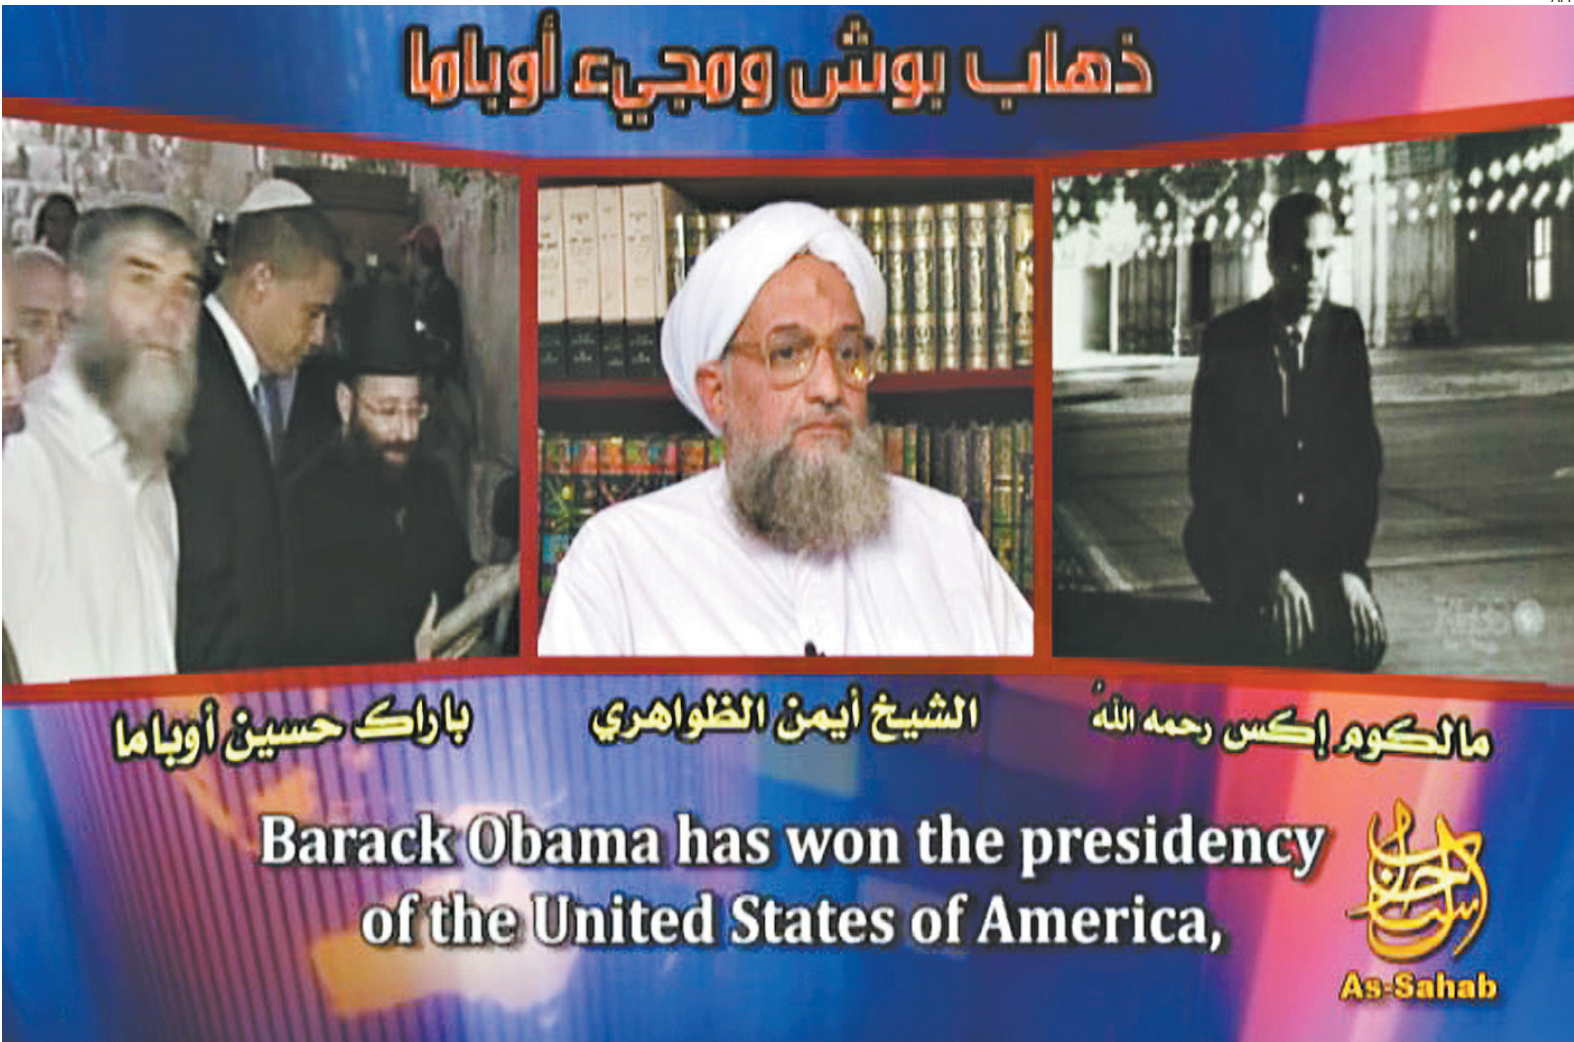 ذهاب بوش ومجيء أوباما
مالكوم إكس رحمه الله
الشيخ أيمن الظواهري
باراك حسين أوباما
Barack Obama has won the presidency
of the United States of America,
السحاب
As-Sahab